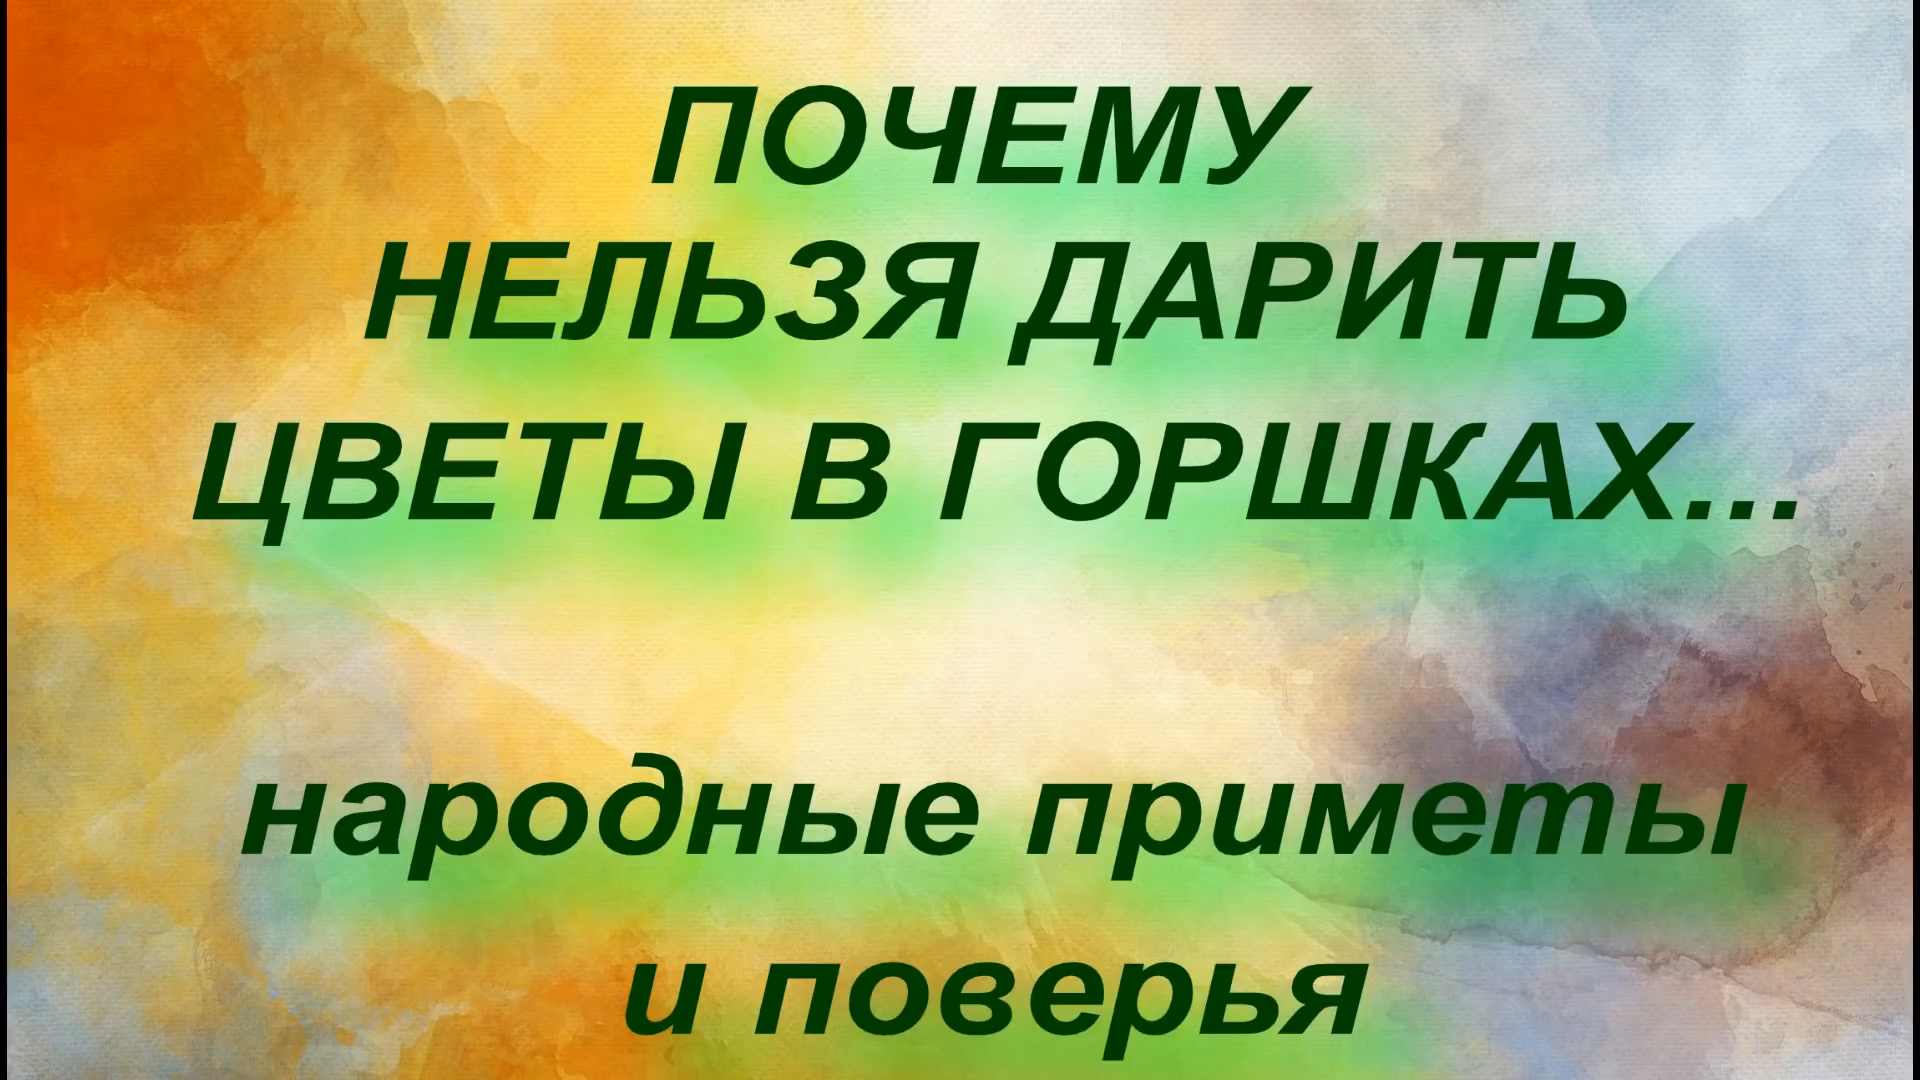 ПОЧЕМУ
НЕЛЬЗЯ ДАРИТЬ
ЦВЕТЫ В ГОРШКАХ...
народные приметы
и поверья